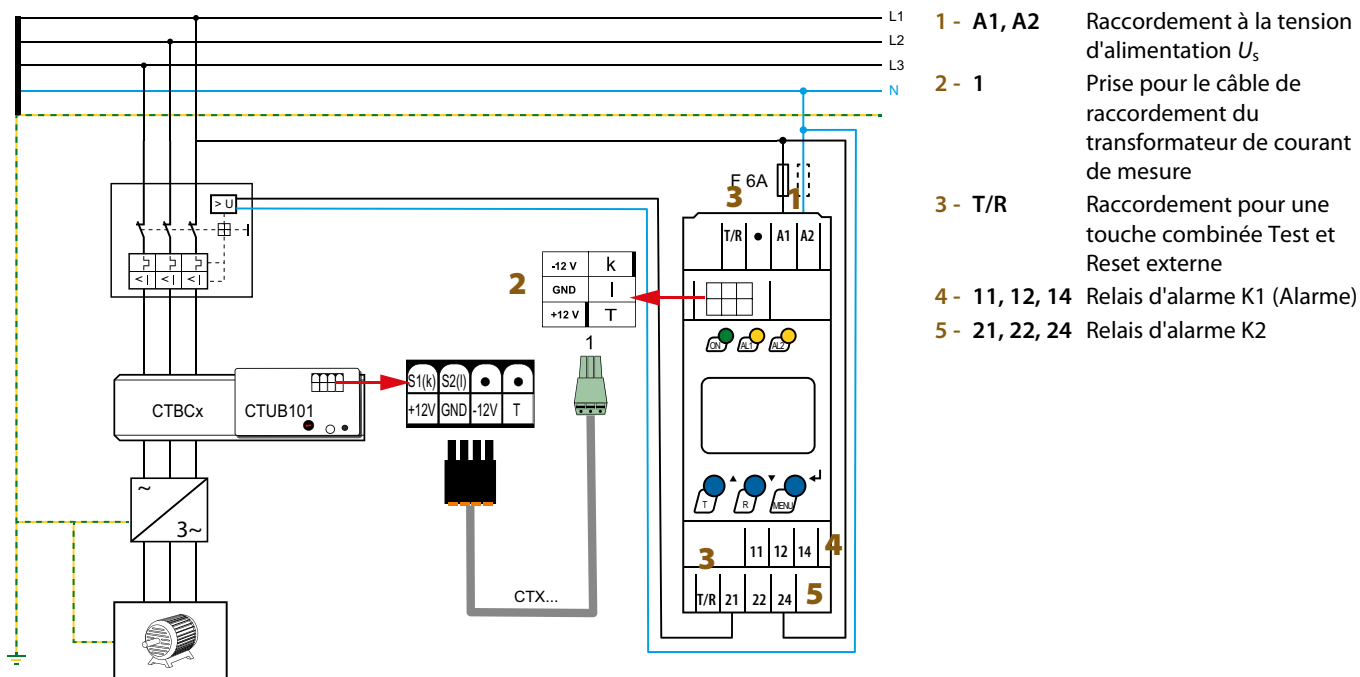 L1
L2
L3
N
1 - A1, A2 Raccordement à la tension
d'alimentation Us
2 - 1 Prise pour le câble de
raccordement du
transformateur de courant
de mesure
3 - T/R Raccordement pour une
touche combinée Test et
Reset externe
4 - 11, 12, 14 Relais d'alarme K1 (Alarme)
5 - 21, 22, 24 Relais d'alarme K2
F 6A
3
1
> U
T/R • A1 A2
< I < I < I
2
-12 V k
GND l
+12 V T
1
ON AL1 AL2
CTBCx
CTUB101
S1(k) S2(l) • •
+12V GND -12V T
T R MENU
~
3~
11 12 14 4
3
T/R 21 22 24 5
CTX...